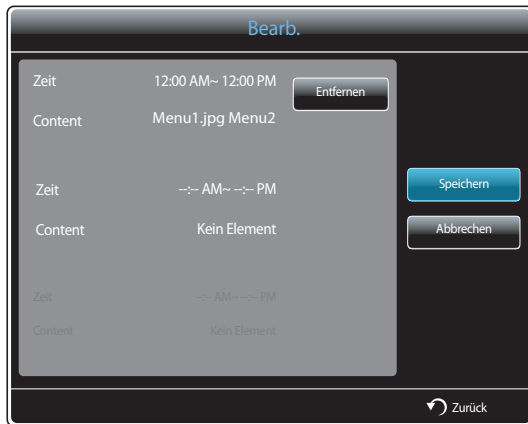 Bearb.
Zeit 12:00 AM~ 12:00 PM
Entfernen
Content Menu1.jpg Menu2
Zeit --:-- AM~ --:-- PM
Speichern
Content Kein Element
Abbrechen
Zeit --:-- AM~ --:-- PM
Content Kein Element
Zurück